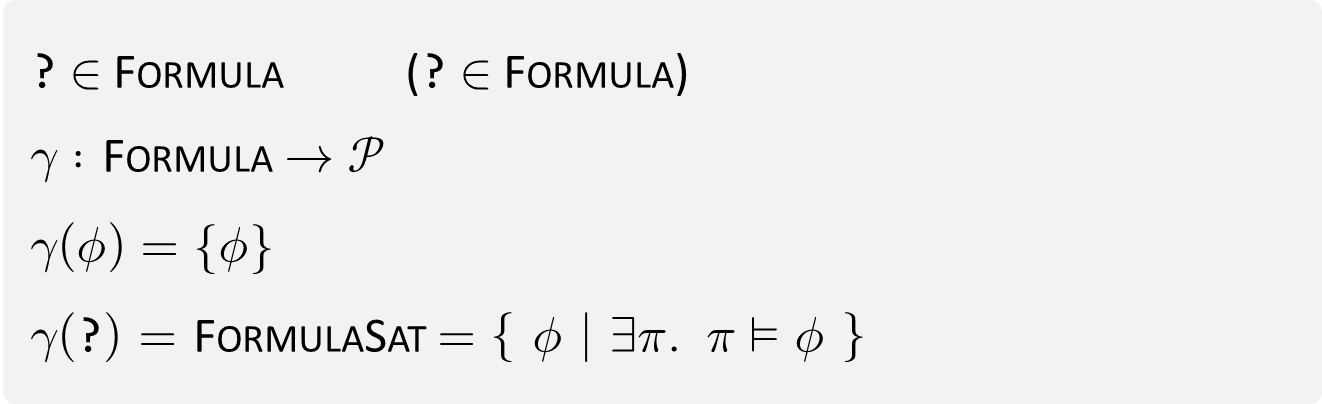 ? ∈ FORMULA (? ∈ FORMULA)
γ : FORMULA → 𝒫
γ(ϕ) = {ϕ}
γ(?) = FORMULASAT = { ϕ | ∃π. π ⊨ ϕ }